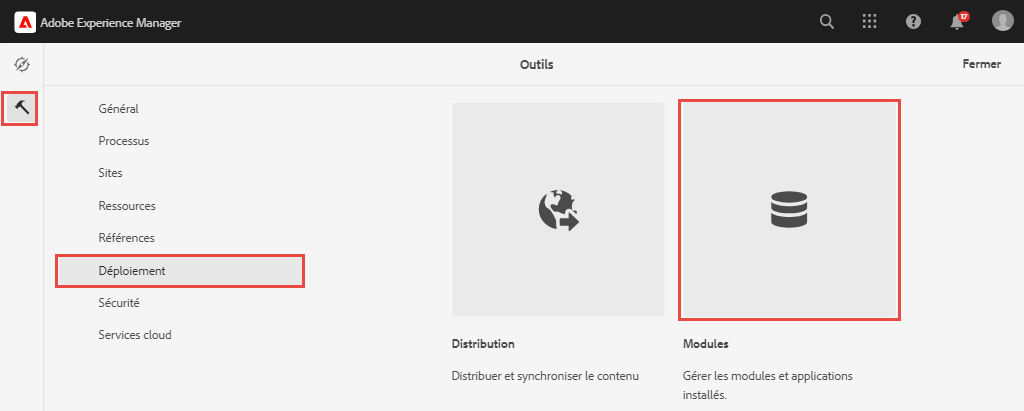 Adobe Experience Manager
17
Outils
Fermer
Général
Processus
Sites
Ressources
Références
Déploiement
Sécurité
Services cloud
Distribution
Distribuer et synchroniser le contenu
Modules
Gérer les modules et applications
installés.